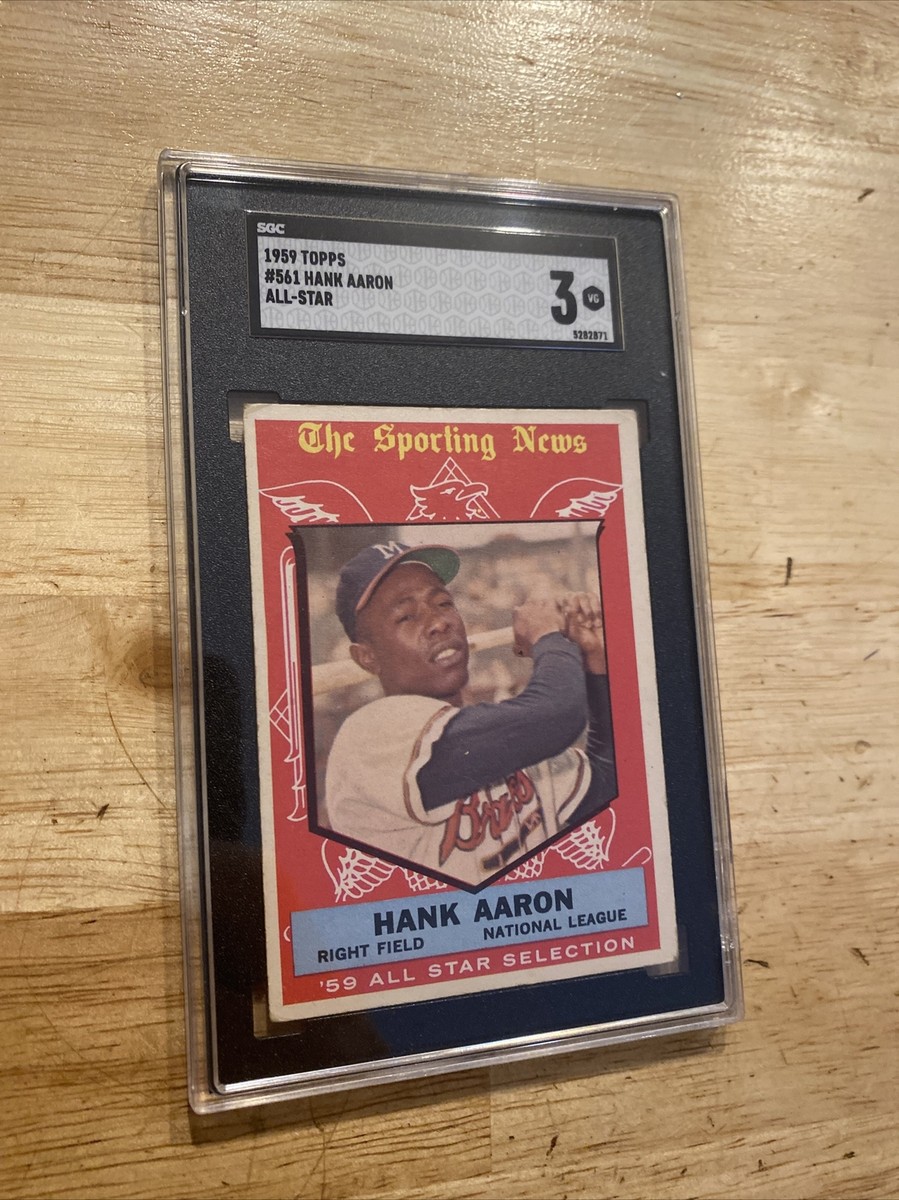 SGC
1959 TOPPS
#561 HANK AARON
ALL-STAR
3 VG
5282871
The Sporting News
M
Braves
HANK AARON
RIGHT FIELD NATIONAL LEAGUE
'59 ALL STAR SELECTION